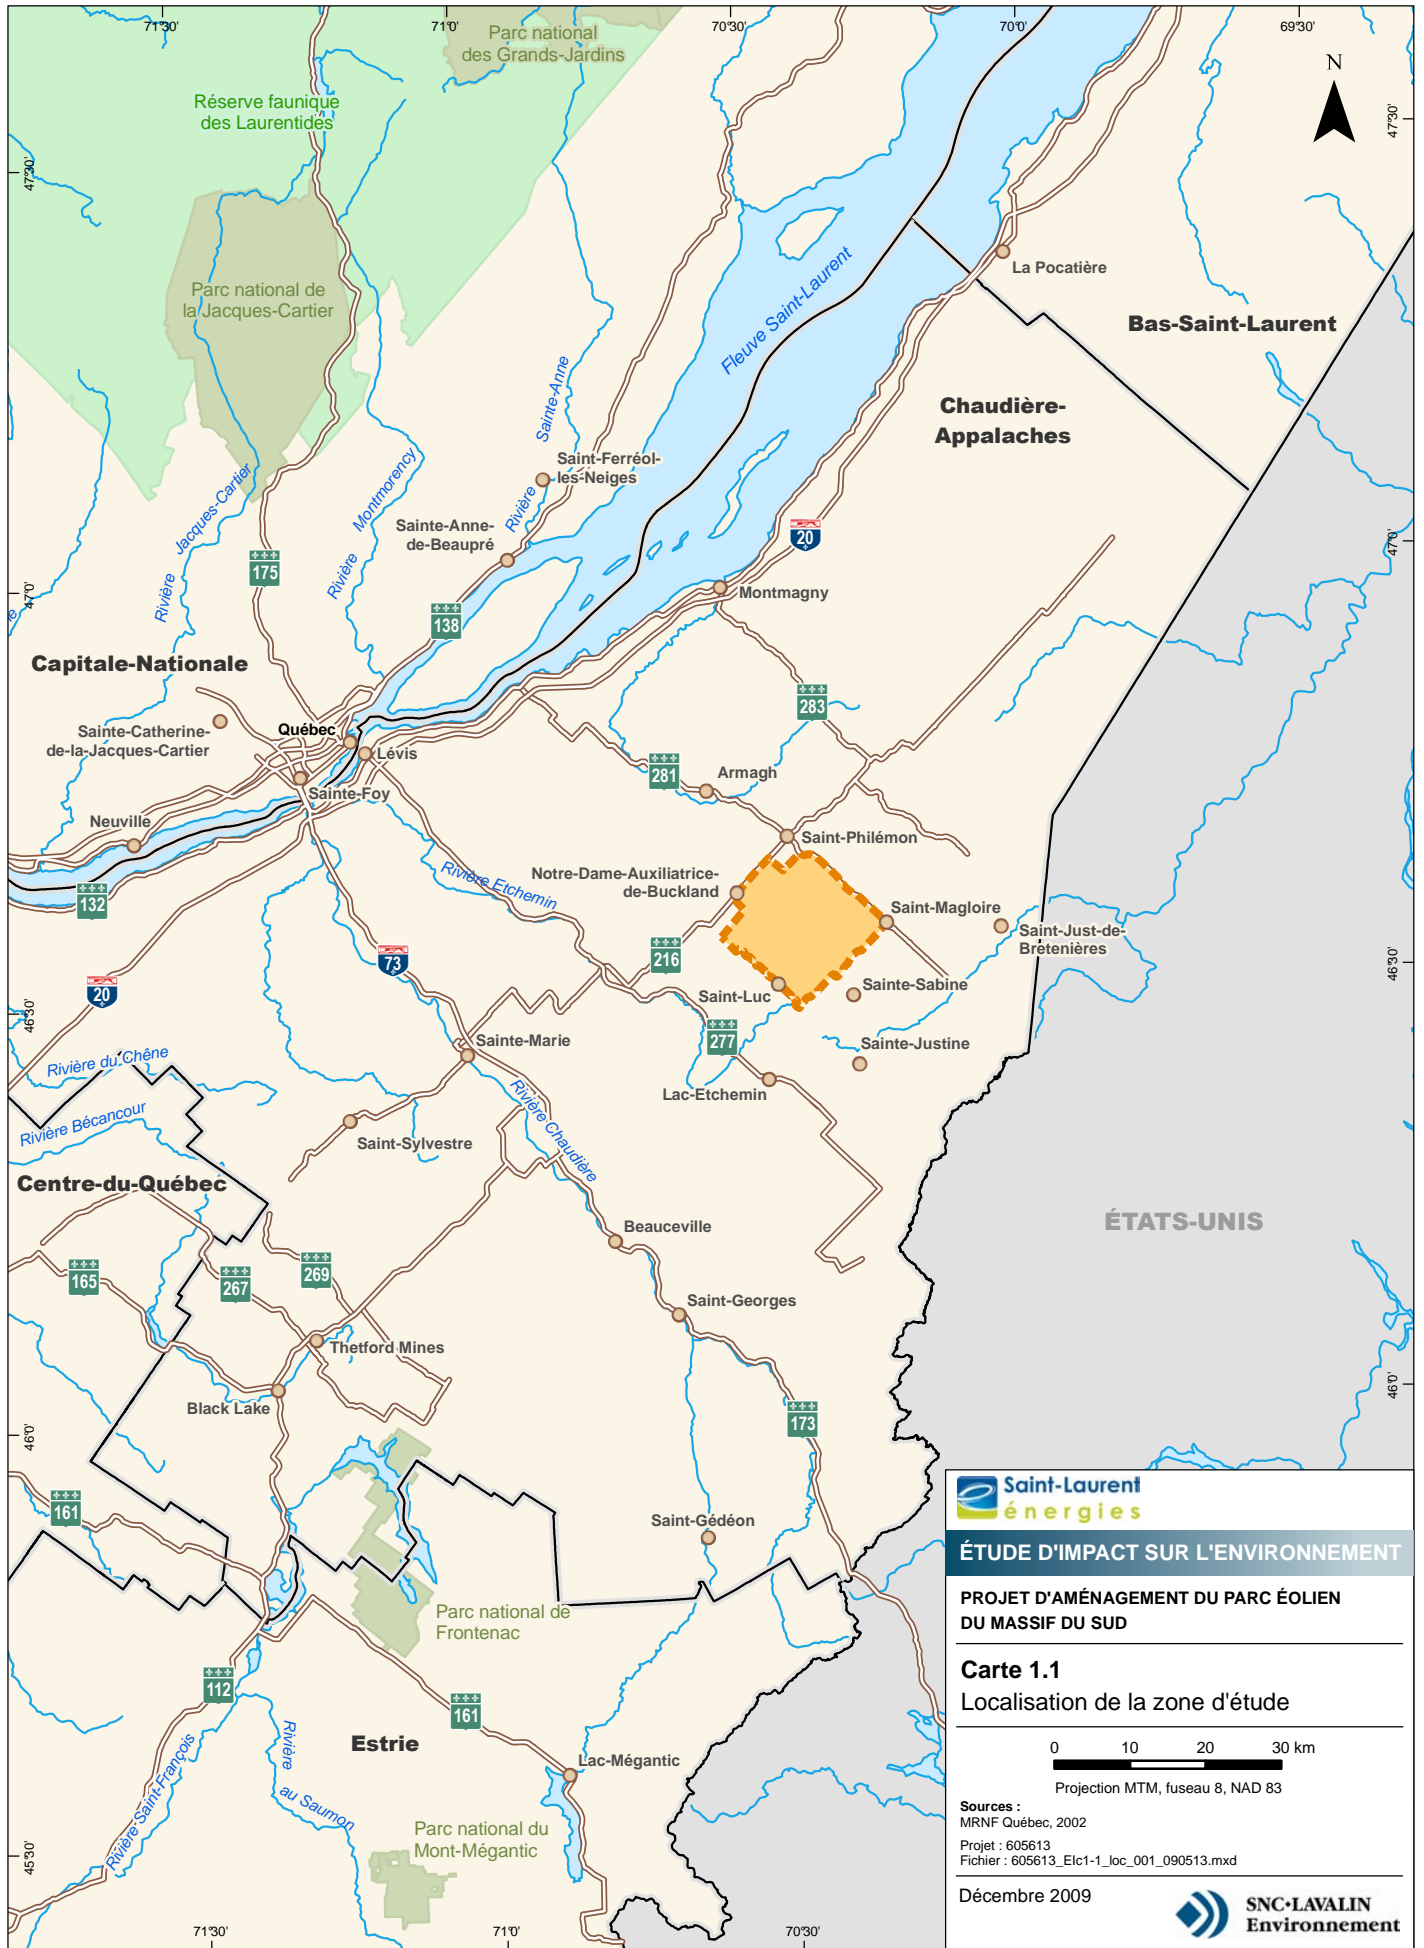 71°30'
71°0'
70°30'
70°0'
69°30'
Parc national
des Grands-Jardins
N
Réserve faunique
des Laurentides
47°30'
47°30'
Fleuve Saint-Laurent
La Pocatière
Parc national de
la Jacques-Cartier
Bas-Saint-Laurent
Chaudière-
Appalaches
Rivière Sainte-Anne
Saint-Ferréol-
les-Neiges
Rivière Jacques-Cartier
Rivière Montmorency
Sainte-Anne-
de-Beaupré
20
47°0'
175
Montmagny
47°0'
138
Capitale-Nationale
283
Sainte-Catherine-
de-la-Jacques-Cartier
Québec
Lévis
281
Armagh
Sainte-Foy
Neuville
Saint-Philémon
Notre-Dame-Auxiliatrice-
de-Buckland
Rivière Etchemin
132
Saint-Magloire
Saint-Just-de-
Bretenières
216
73
46°30'
20
Saint-Luc
Sainte-Sabine
46°30'
277
Sainte-Marie
Sainte-Justine
Rivière du Chêne
Lac-Etchemin
Rivière Chaudière
Rivière Bécancour
Saint-Sylvestre
Centre-du-Québec
ÉTATS-UNIS
Beauceville
165
267
269
Saint-Georges
Thetford Mines
46°0'
Black Lake
173
46°0'
161
Saint-Gédéon
Parc national de
Frontenac
112
161
Estrie
Rivière Saint-François
Rivière au Saumon
Lac-Mégantic
Parc national du
Mont-Mégantic
45°30'
71°30'
71°0'
70°30'
Saint-Laurent
énergies
ÉTUDE D'IMPACT SUR L'ENVIRONNEMENT
PROJET D'AMÉNAGEMENT DU PARC ÉOLIEN
DU MASSIF DU SUD
Carte 1.1
Localisation de la zone d'étude
0 10 20 30 km
Projection MTM, fuseau 8, NAD 83
Sources :
MRNF Québec, 2002
Projet : 605613
Fichier : 605613_EIc1-1_loc_001_090513.mxd
Décembre 2009
SNC•LAVALIN
Environnement